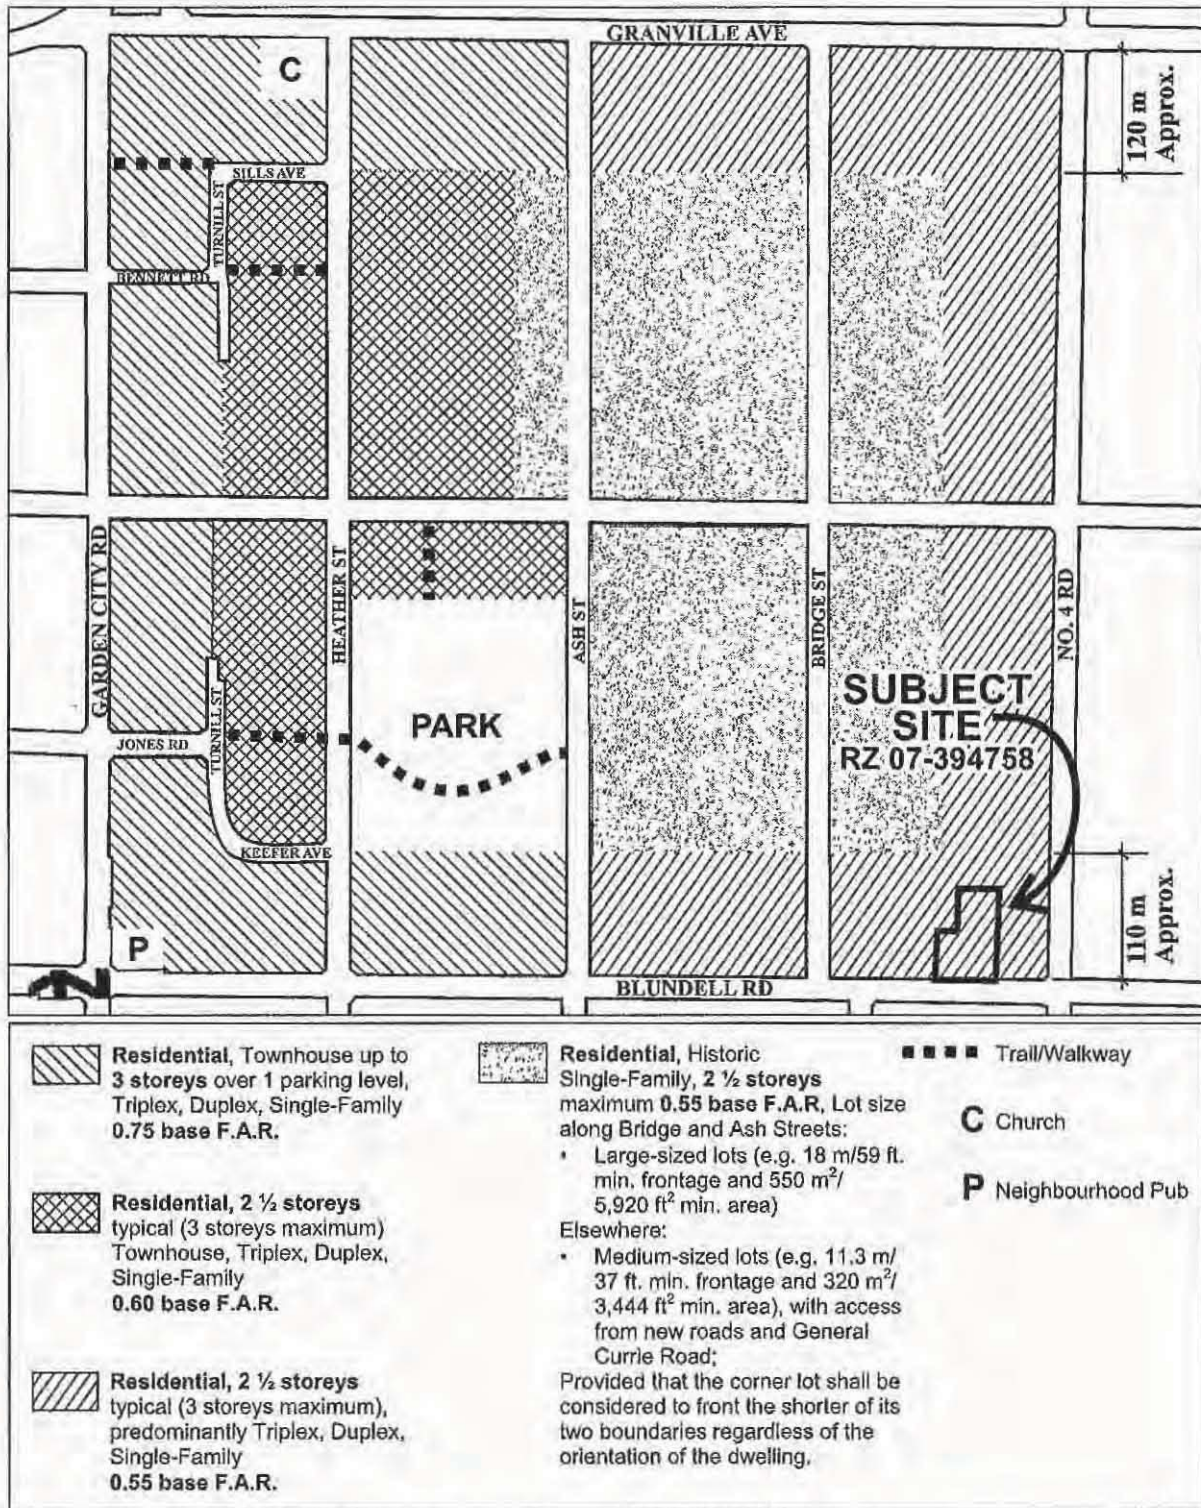 GRANVILLE AVE
C
120 m
Approx.
SILLS AVE
TURNILL ST
BENNETT RD
GARDEN CITY RD
HEATHER ST
ASH ST
BRIDGE ST
NO. 4 RD
SUBJECT
SITE
RZ 07-394758
PARK
JONES RD
TURNILL ST
KEEFER AVE
110 m
Approx.
P
BLUNDELL RD
Residential, Townhouse up to
3 storeys over 1 parking level,
Triplex, Duplex, Single-Family
0.75 base F.A.R.
Residential, 2 ½ storeys
typical (3 storeys maximum)
Townhouse, Triplex, Duplex,
Single-Family
0.60 base F.A.R.
Residential, 2 ½ storeys
typical (3 storeys maximum),
predominantly Triplex, Duplex,
Single-Family
0.55 base F.A.R.
Residential, Historic
Single-Family, 2 ½ storeys
maximum 0.55 base F.A.R, Lot size
along Bridge and Ash Streets:
• Large-sized lots (e.g. 18 m/59 ft.
min. frontage and 550 m²/
5,920 ft² min. area)
Elsewhere:
• Medium-sized lots (e.g. 11.3 m/
37 ft. min. frontage and 320 m²/
3,444 ft² min. area), with access
from new roads and General
Currie Road;
Provided that the corner lot shall be
considered to front the shorter of its
two boundaries regardless of the
orientation of the dwelling.
Trail/Walkway
C Church
P Neighbourhood Pub